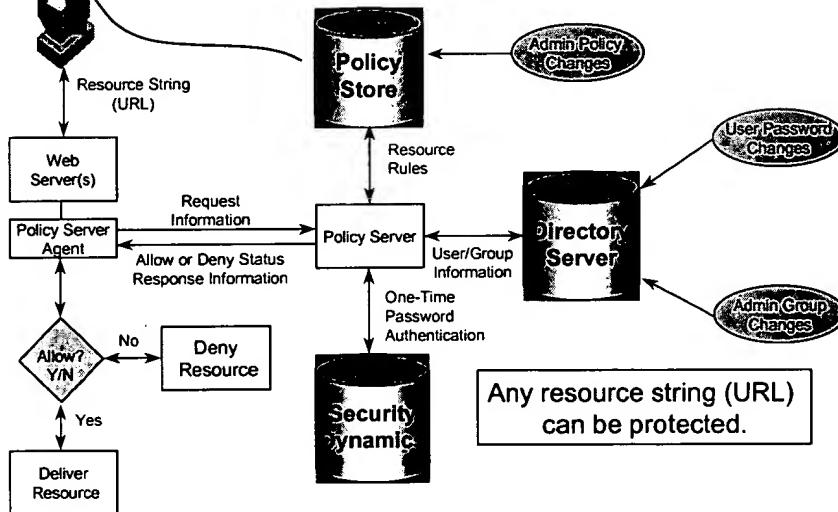 Policy
Store
Admin Policy
Changes
Resource String
(URL)
User Password
Changes
Web
Server(s)
Resource
Rules
Request
Information
Policy Server
Agent
Policy Server
Director
Server
Allow or Deny Status
Response Information
User/Group
Information
One-Time
Password
Authentication
Admin Group
Changes
Allow?
Y/N
No
Deny
Resource
Yes
Security
Dynamic
Any resource string (URL)
can be protected.
Deliver
Resource